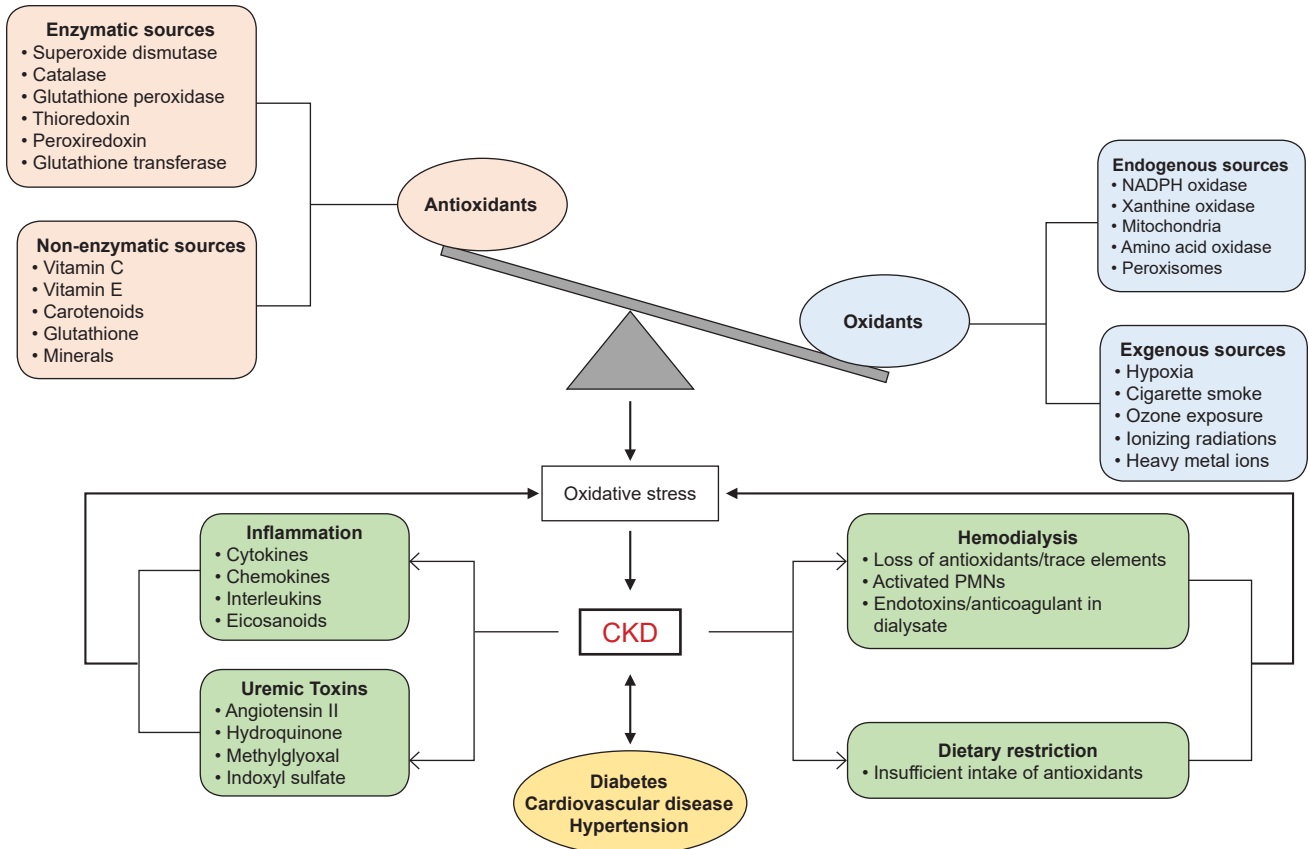 Enzymatic sources
• Superoxide dismutase
• Catalase
• Glutathione peroxidase
• Thioredoxin
• Peroxiredoxin
• Glutathione transferase
Non-enzymatic sources
• Vitamin C
• Vitamin E
• Carotenoids
• Glutathione
• Minerals
Antioxidants
Oxidants
Endogenous sources
• NADPH oxidase
• Xanthine oxidase
• Mitochondria
• Amino acid oxidase
• Peroxisomes
Exgenous sources
• Hypoxia
• Cigarette smoke
• Ozone exposure
• Ionizing radiations
• Heavy metal ions
Oxidative stress
Inflammation
• Cytokines
• Chemokines
• Interleukins
• Eicosanoids
Uremic Toxins
• Angiotensin II
• Hydroquinone
• Methylglyoxal
• Indoxyl sulfate
CKD
Hemodialysis
• Loss of antioxidants/trace elements
• Activated PMNs
• Endotoxins/anticoagulant in
dialysate
Dietary restriction
• Insufficient intake of antioxidants
Diabetes
Cardiovascular disease
Hypertension